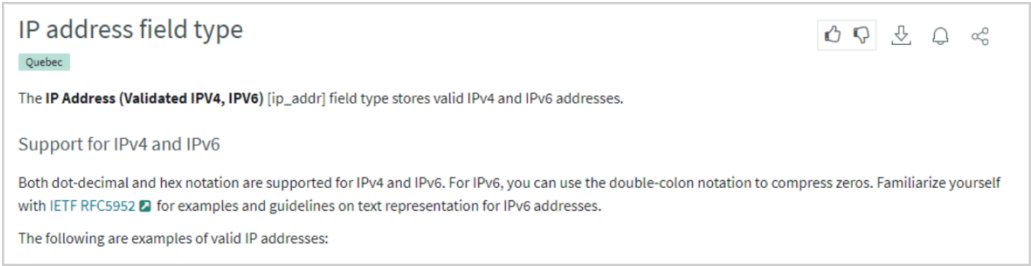 IP address field type
Quebec
The IP Address (Validated IPV4, IPV6) [ip_addr] field type stores valid IPv4 and IPv6 addresses.
Support for IPv4 and IPv6
Both dot-decimal and hex notation are supported for IPv4 and IPv6. For IPv6, you can use the double-colon notation to compress zeros. Familiarize yourself
with IETF RFC5952 for examples and guidelines on text representation for IPv6 addresses.
The following are examples of valid IP addresses: